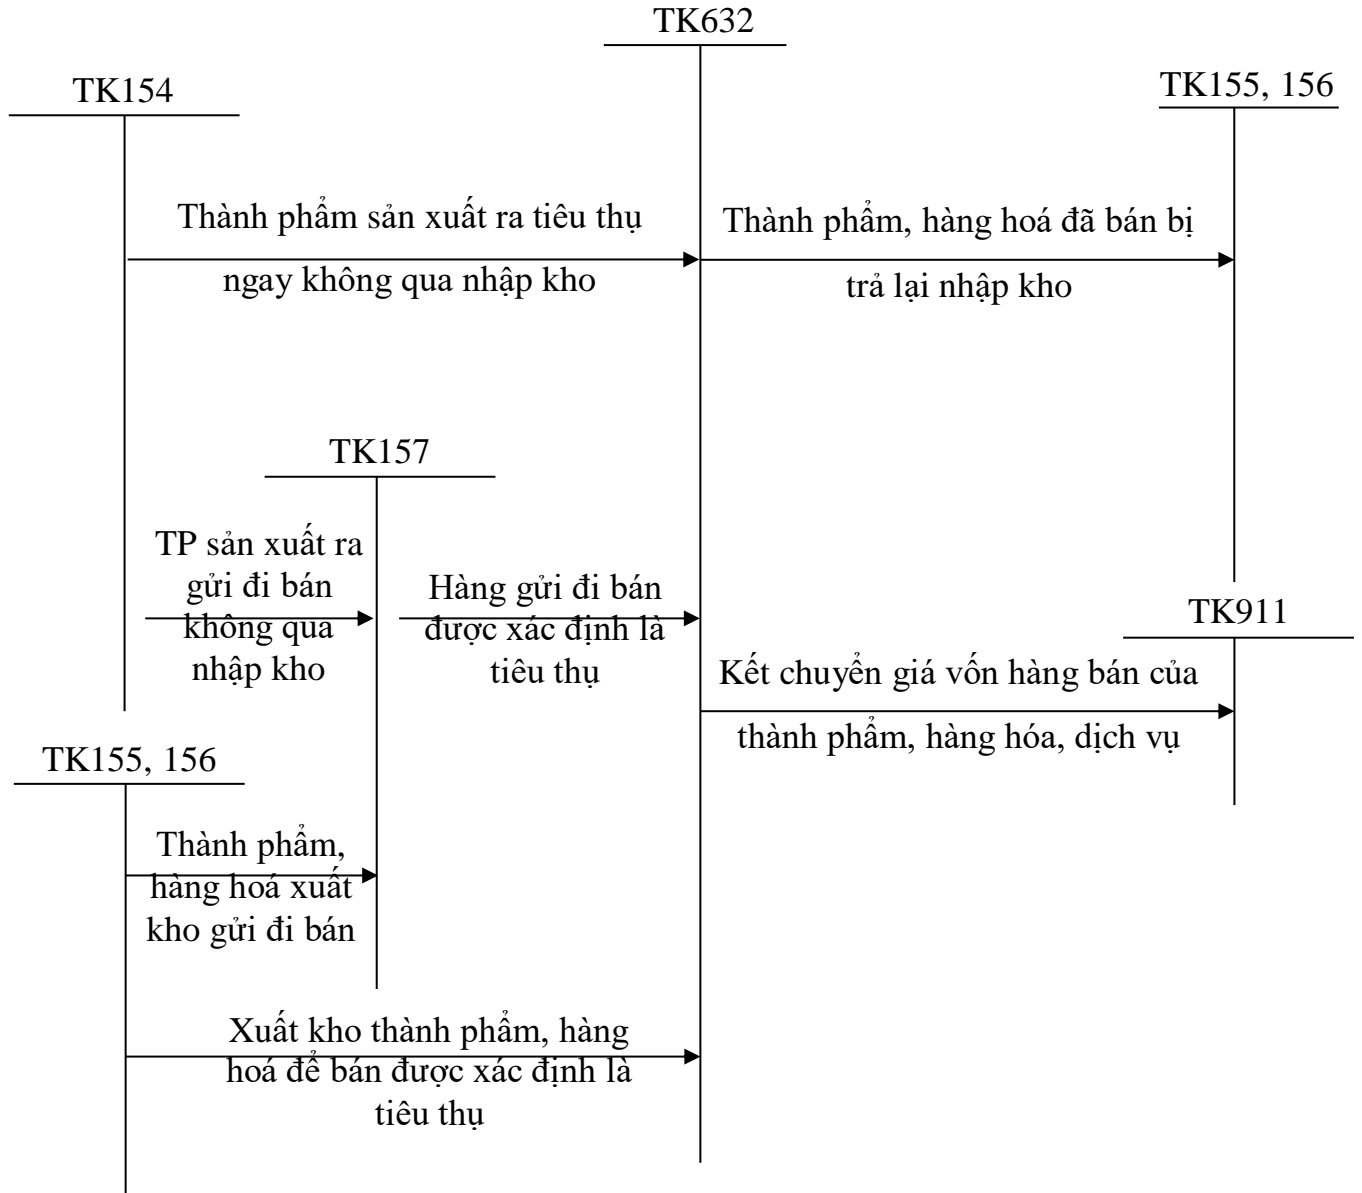 TK632
TK154
TK155, 156
Thành phẩm sản xuất ra tiêu thụ
ngay không qua nhập kho
Thành phẩm, hàng hoá đã bán bị
trả lại nhập kho
TK157
TP sản xuất ra
gửi đi bán
không qua
nhập kho
Hàng gửi đi bán
được xác định là
tiêu thụ
TK911
Kết chuyển giá vốn hàng bán của
thành phẩm, hàng hóa, dịch vụ
TK155, 156
Thành phẩm,
hàng hoá xuất
kho gửi đi bán
Xuất kho thành phẩm, hàng
hoá để bán được xác định là
tiêu thụ